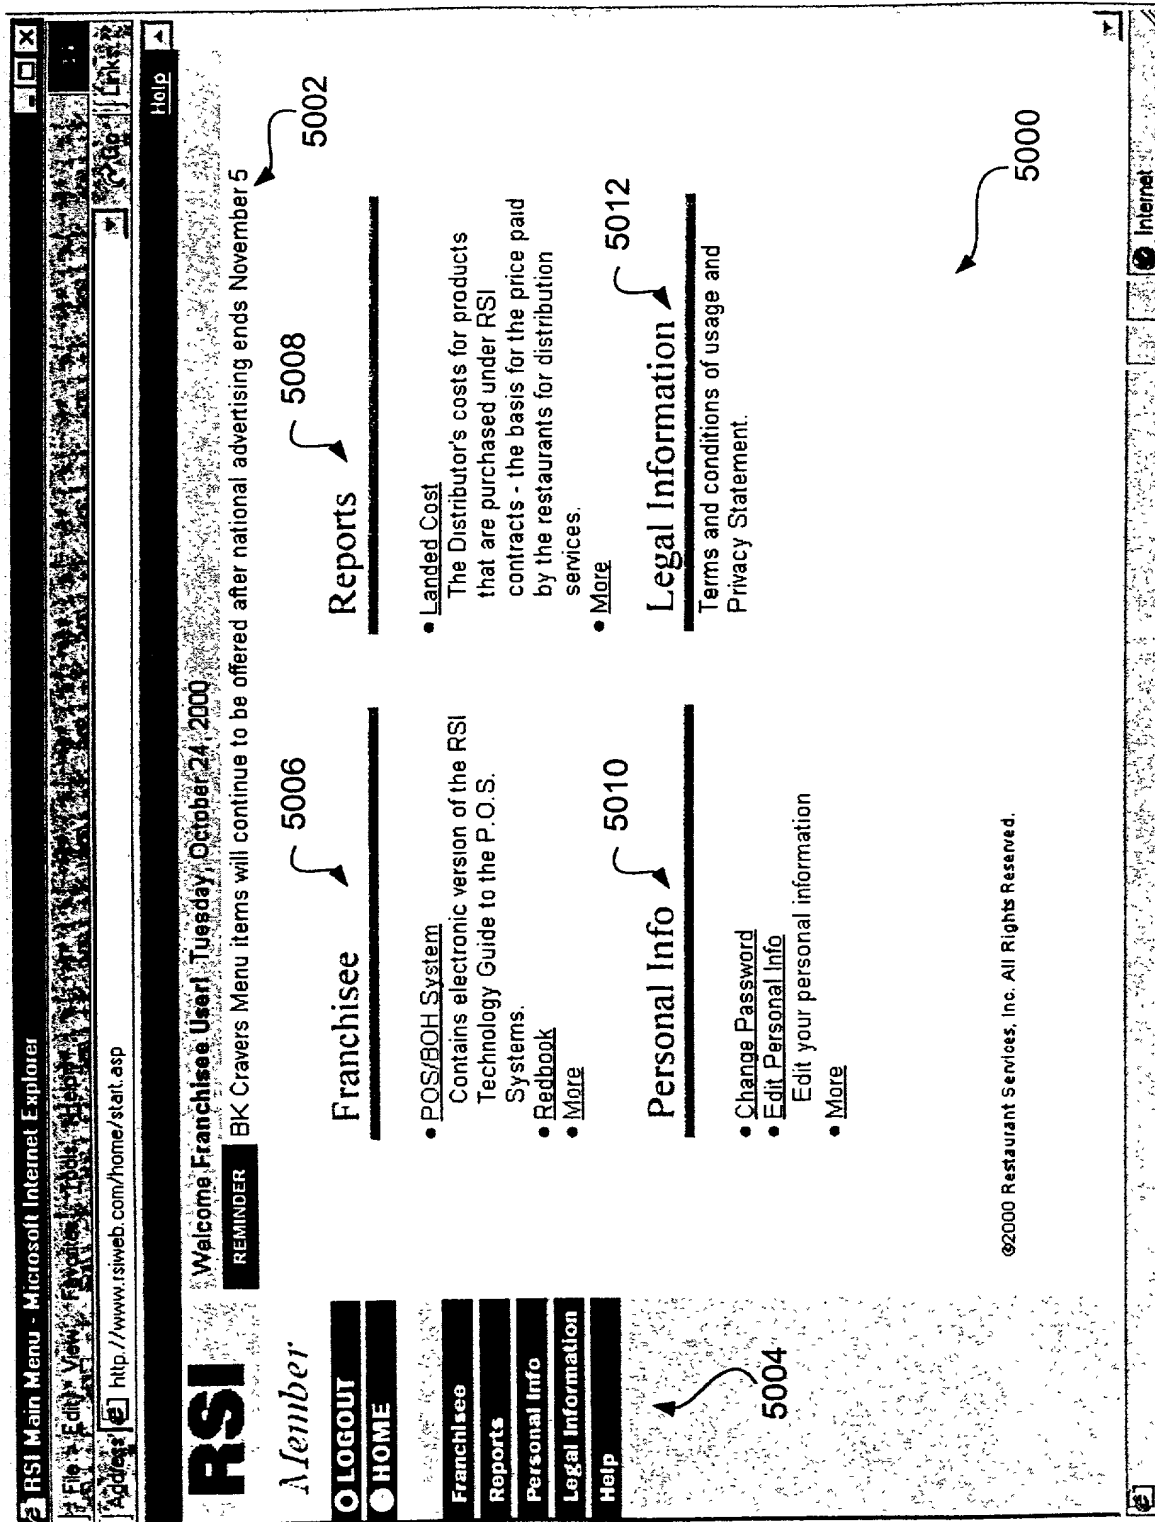 RSI Main Menu - Microsoft Internet Explorer
File Edit View Favorites Tools Help
Address http://www.rsiweb.com/home/start.asp Go Links »
Help
RSI
Welcome Franchisee User! Tuesday, October 24, 2000
REMINDER BK Cravers Menu items will continue to be offered after national advertising ends November 5
5002
Member
LOGOUT
HOME
Franchisee
Reports
Personal Info
Legal Information
Help
5004
Franchisee
5006
• POS/BOH System
Contains electronic version of the RSI
Technology Guide to the P.O.S.
Systems.
• Redbook
• More
Reports
5008
• Landed Cost
The Distributor's costs for products
that are purchased under RSI
contracts - the basis for the price paid
by the restaurants for distribution
services.
• More
Personal Info
5010
• Change Password
• Edit Personal Info
Edit your personal information
• More
Legal Information
5012
Terms and conditions of usage and
Privacy Statement.
5000
©2000 Restaurant Services, Inc. All Rights Reserved.
Internet